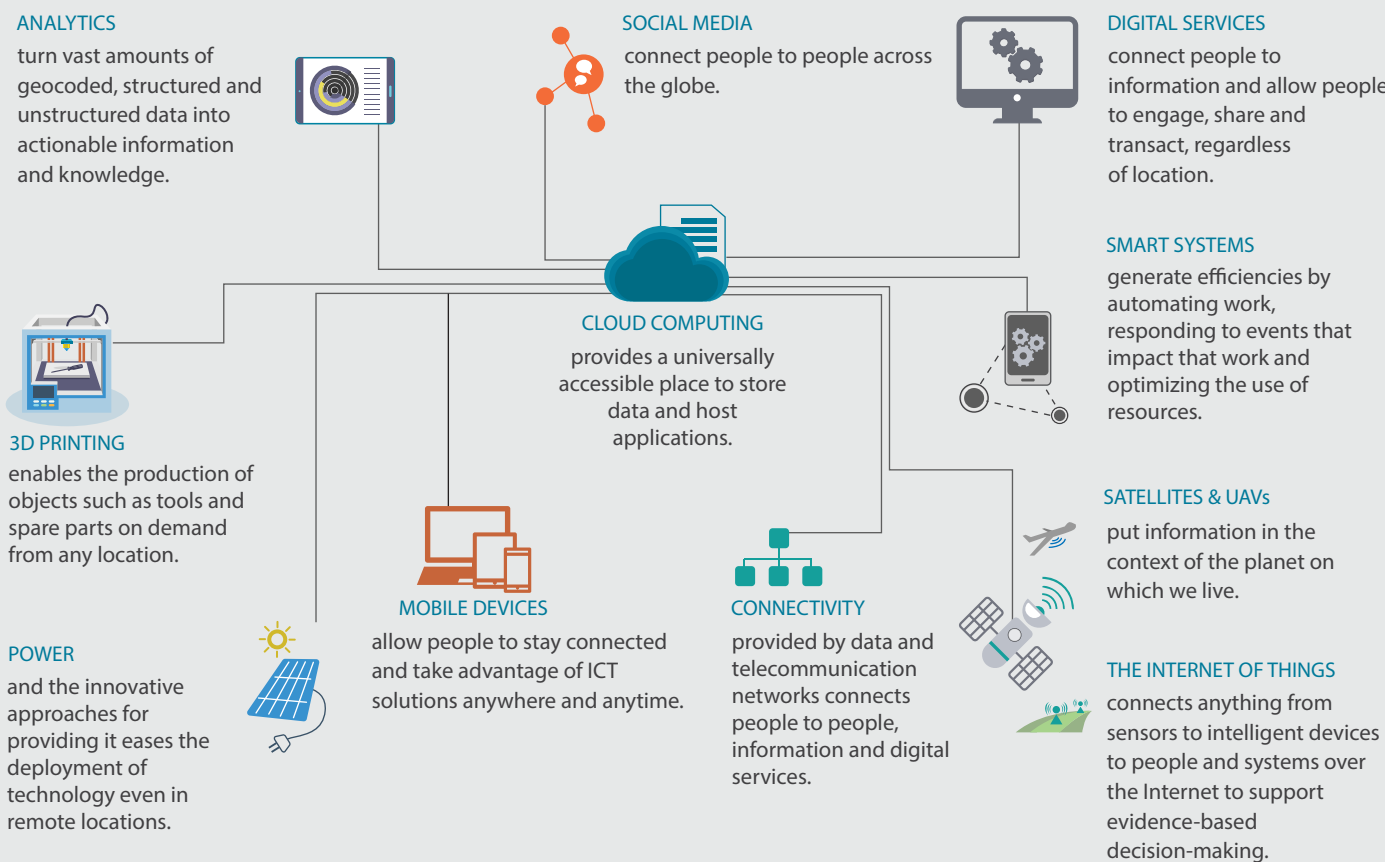 ANALYTICS
turn vast amounts of
geocoded, structured and
unstructured data into
actionable information
and knowledge.
SOCIAL MEDIA
connect people to people across
the globe.
DIGITAL SERVICES
connect people to
information and allow people
to engage, share and
transact, regardless
of location.
CLOUD COMPUTING
provides a universally
accessible place to store
data and host
applications.
SMART SYSTEMS
generate efficiencies by
automating work,
responding to events that
impact that work and
optimizing the use of
resources.
3D PRINTING
enables the production of
objects such as tools and
spare parts on demand
from any location.
SATELLITES & UAVs
put information in the
context of the planet on
which we live.
POWER
and the innovative
approaches for
providing it eases the
deployment of
technology even in
remote locations.
MOBILE DEVICES
allow people to stay connected
and take advantage of ICT
solutions anywhere and anytime.
CONNECTIVITY
provided by data and
telecommunication
networks connects
people to people,
information and digital
services.
THE INTERNET OF THINGS
connects anything from
sensors to intelligent devices
to people and systems over
the Internet to support
evidence-based
decision-making.